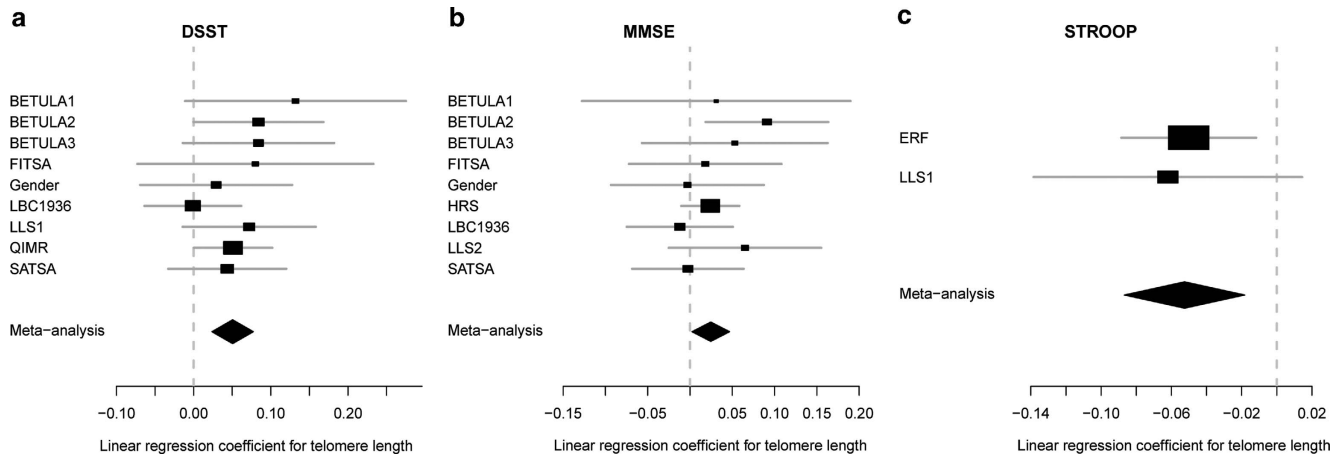 a
DSST
BETULA1
BETULA2
BETULA3
FITSA
Gender
LBC1936
LLS1
QIMR
SATSA
Meta−analysis
−0.10 0.00 0.10 0.20
Linear regression coefficient for telomere length
b
MMSE
BETULA1
BETULA2
BETULA3
FITSA
Gender
HRS
LBC1936
LLS2
SATSA
Meta−analysis
−0.15 −0.05 0.05 0.10 0.15 0.20
Linear regression coefficient for telomere length
c
STROOP
ERF
LLS1
Meta−analysis
−0.14 −0.10 −0.06 −0.02 0.02
Linear regression coefficient for telomere length